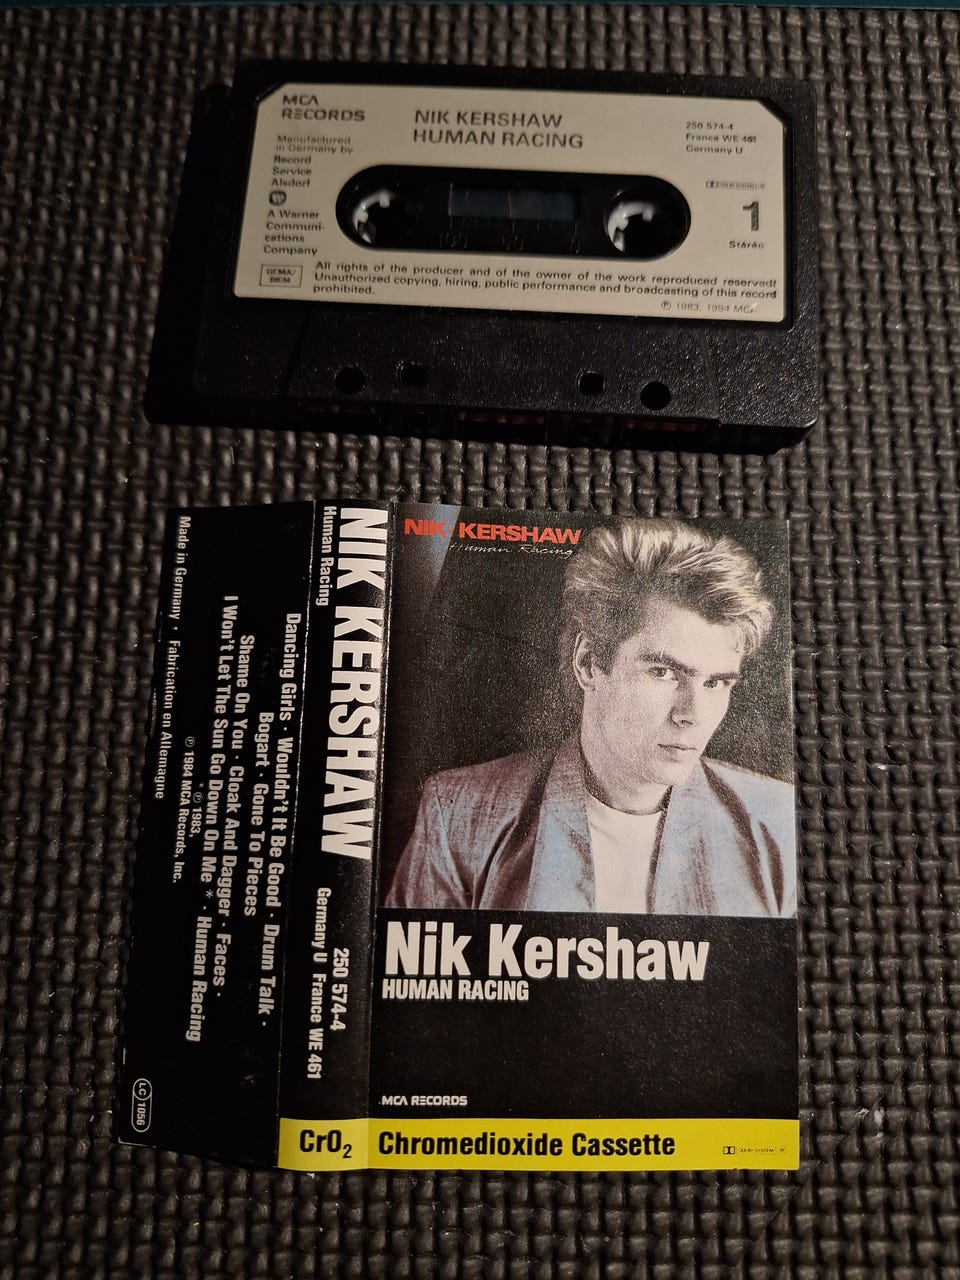 MCA
RECORDS
NIK KERSHAW
HUMAN RACING
250 574-4
France WE 461
Germany U
Manufactured
in Germany by
Record
Service
Alsdorf
A Warner
Communi-
cations
Company
1
Stéréo
GEMA/
BIEM
All rights of the producer and of the owner of the work reproduced reserved!
Unauthorized copying, hiring, public performance and broadcasting of this record
prohibited.
℗ 1983, 1984 MCA
NIK KERSHAW
Human Racing
Nik Kershaw
HUMAN RACING
MCA RECORDS
CrO2 Chromedioxide Cassette
NIK KERSHAW
Human Racing
250 574-4
Germany U France WE 461
Dancing Girls · Wouldn't It Be Good · Drum Talk ·
Bogart · Gone To Pieces
Shame On You · Cloak And Dagger · Faces ·
I Won't Let The Sun Go Down On Me * · Human Racing
* ℗ 1983,
℗ 1984 MCA Records, Inc.
Made in Germany · Fabrication en Allemagne
LC 1056